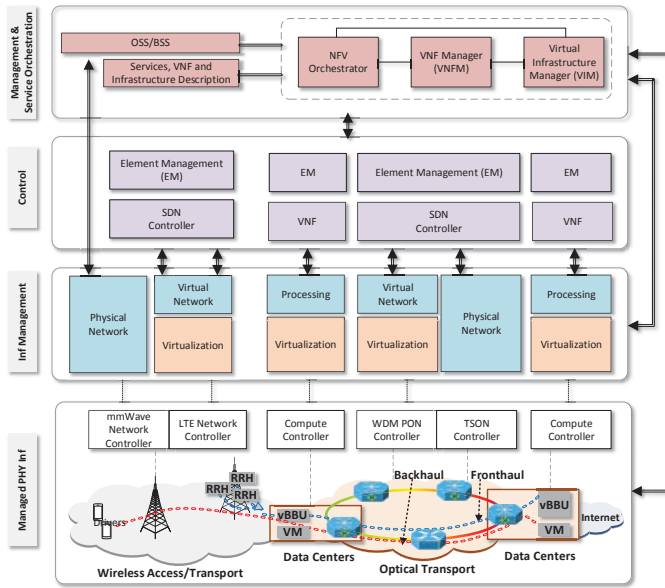 Management &
Service Orchestration
OSS/BSS
Services, VNF and
Infrastructure Description
NFV
Orchestrator
VNF Manager
(VNFM)
Virtual
Infrastructure
Manager (VIM)
Control
Element Management
(EM)
EM
Element Management (EM)
EM
SDN
Controller
VNF
SDN
Controller
VNF
Inf Management
Physical
Network
Virtual
Network
Virtualization
Processing
Virtualization
Virtual
Network
Virtualization
Physical
Network
Processing
Virtualization
Managed PHY Inf
mmWave
Network
Controller
LTE Network
Controller
Compute
Controller
WDM PON
Controller
TSON
Controller
Compute
Controller
RRH
RRH
RRH
Backhaul
Fronthaul
vBBU
VM
vBBU
VM
Internet
Data Centers
Optical Transport
Data Centers
Wireless Access/Transport